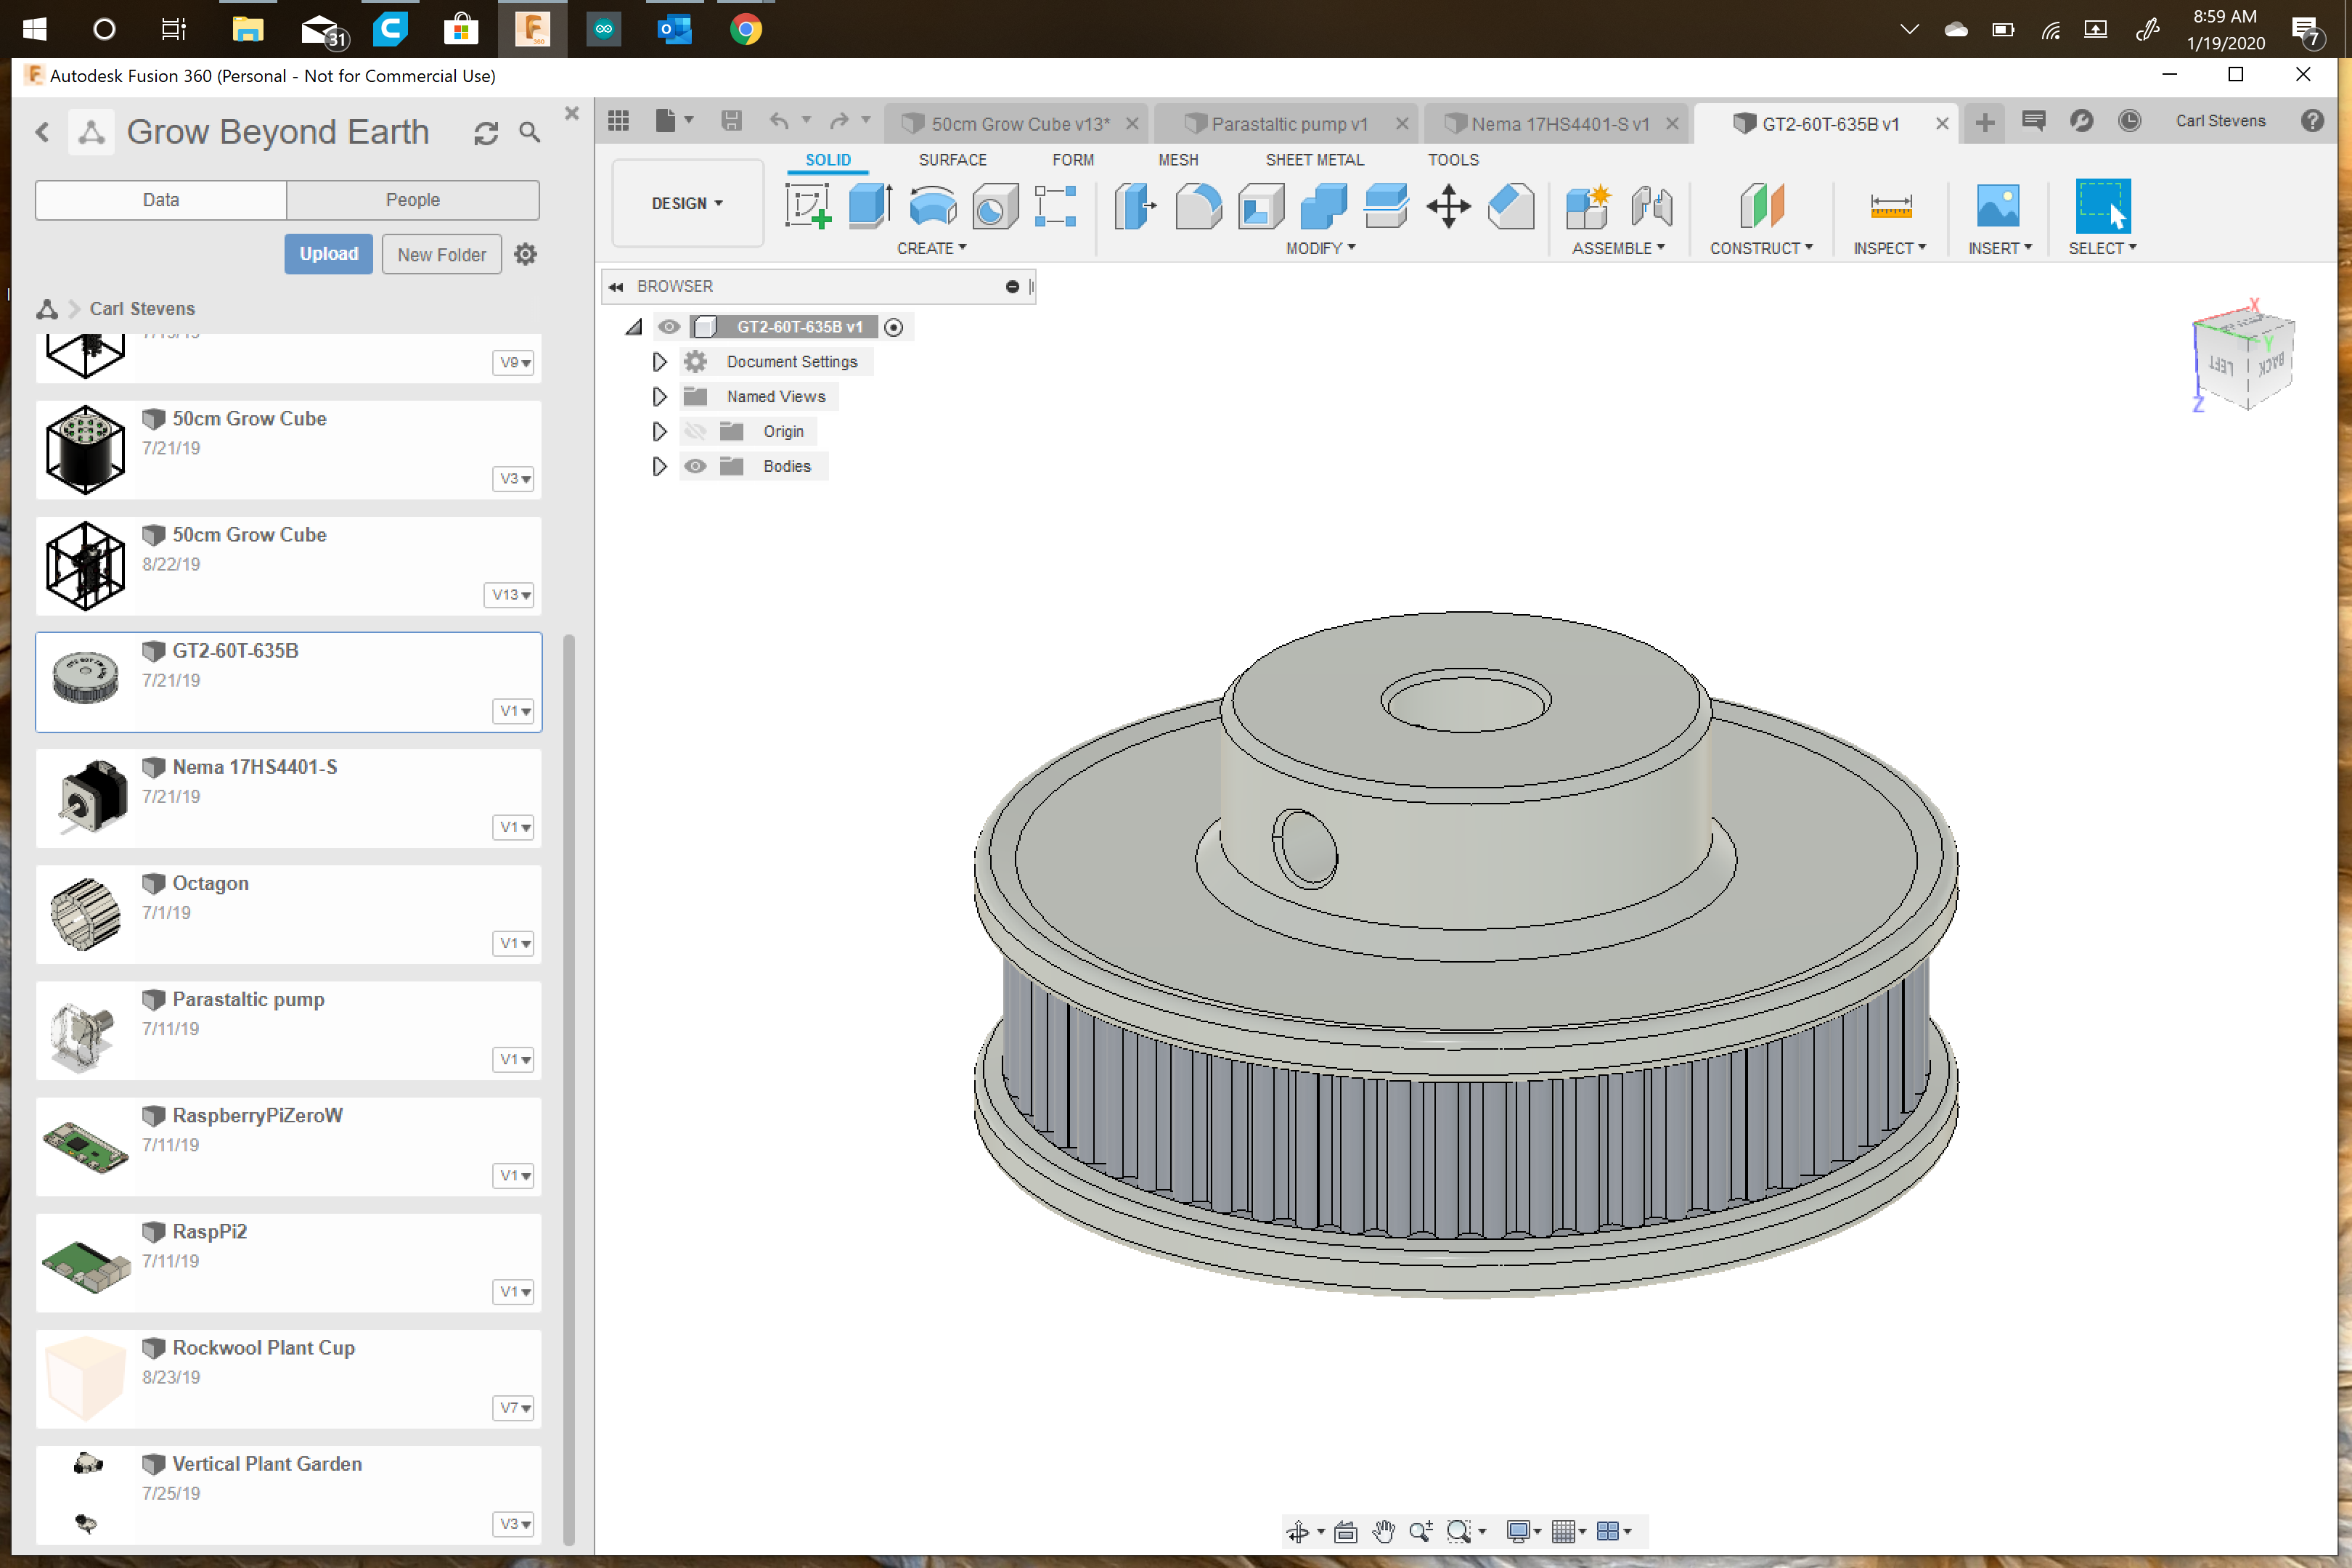 31
8:59 AM
1/19/2020
7
Autodesk Fusion 360 (Personal - Not for Commercial Use)
Grow Beyond Earth
50cm Grow Cube v13*
Parastaltic pump v1
Nema 17HS4401-S v1
GT2-60T-635B v1
Carl Stevens
SOLID
SURFACE
FORM
MESH
SHEET METAL
TOOLS
Data
People
DESIGN
Upload
New Folder
CREATE
MODIFY
ASSEMBLE
CONSTRUCT
INSPECT
INSERT
SELECT
BROWSER
Carl Stevens
GT2-60T-635B v1
Document Settings
Named Views
Origin
Bodies
X
Y
Z
LEFT
BACK
V9
50cm Grow Cube
7/21/19
V3
50cm Grow Cube
8/22/19
V13
GT2-60T-635B
7/21/19
V1
Nema 17HS4401-S
7/21/19
V1
Octagon
7/1/19
V1
Parastaltic pump
7/11/19
V1
RaspberryPiZeroW
7/11/19
V1
RaspPi2
7/11/19
V1
Rockwool Plant Cup
8/23/19
V7
Vertical Plant Garden
7/25/19
V3